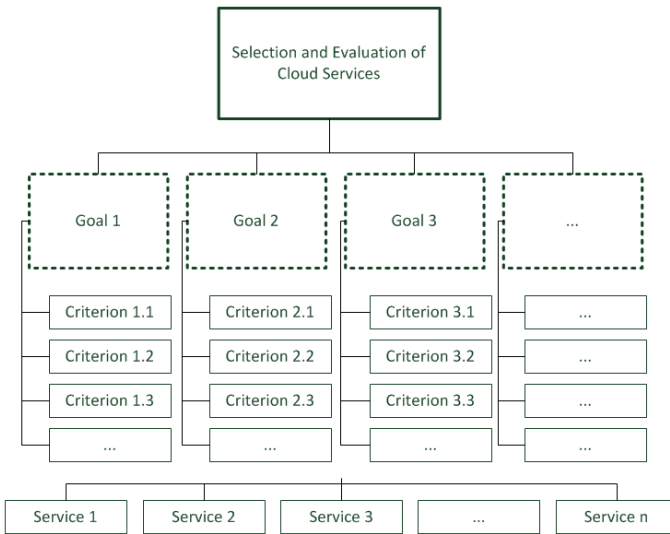 Selection and Evaluation of
Cloud Services
Goal 1
Goal 2
Goal 3
...
Criterion 1.1
Criterion 2.1
Criterion 3.1
...
Criterion 1.2
Criterion 2.2
Criterion 3.2
...
Criterion 1.3
Criterion 2.3
Criterion 3.3
...
...
...
...
...
Service 1
Service 2
Service 3
...
Service n